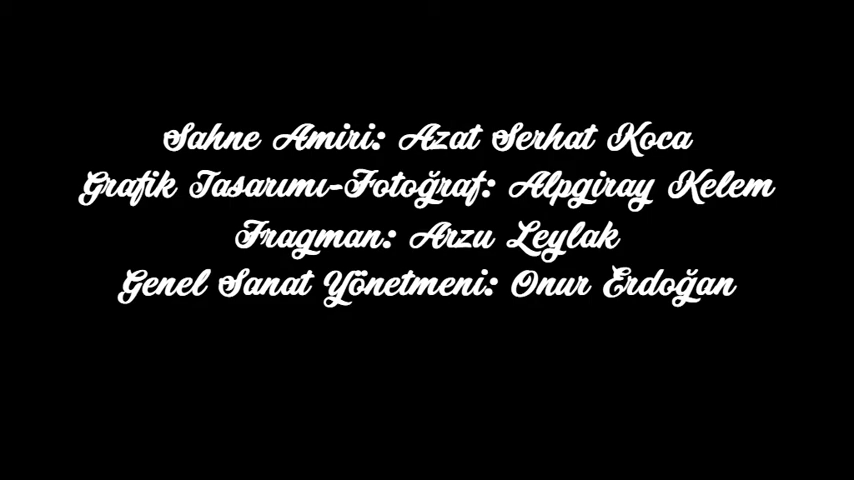 Sahne Amiri: Azat Serhat Koca
Grafik Tasarımı-Fotoğraf: Alpgiray Kelem
Fragman: Arzu Leylak
Genel Sanat Yönetmeni: Onur Erdoğan